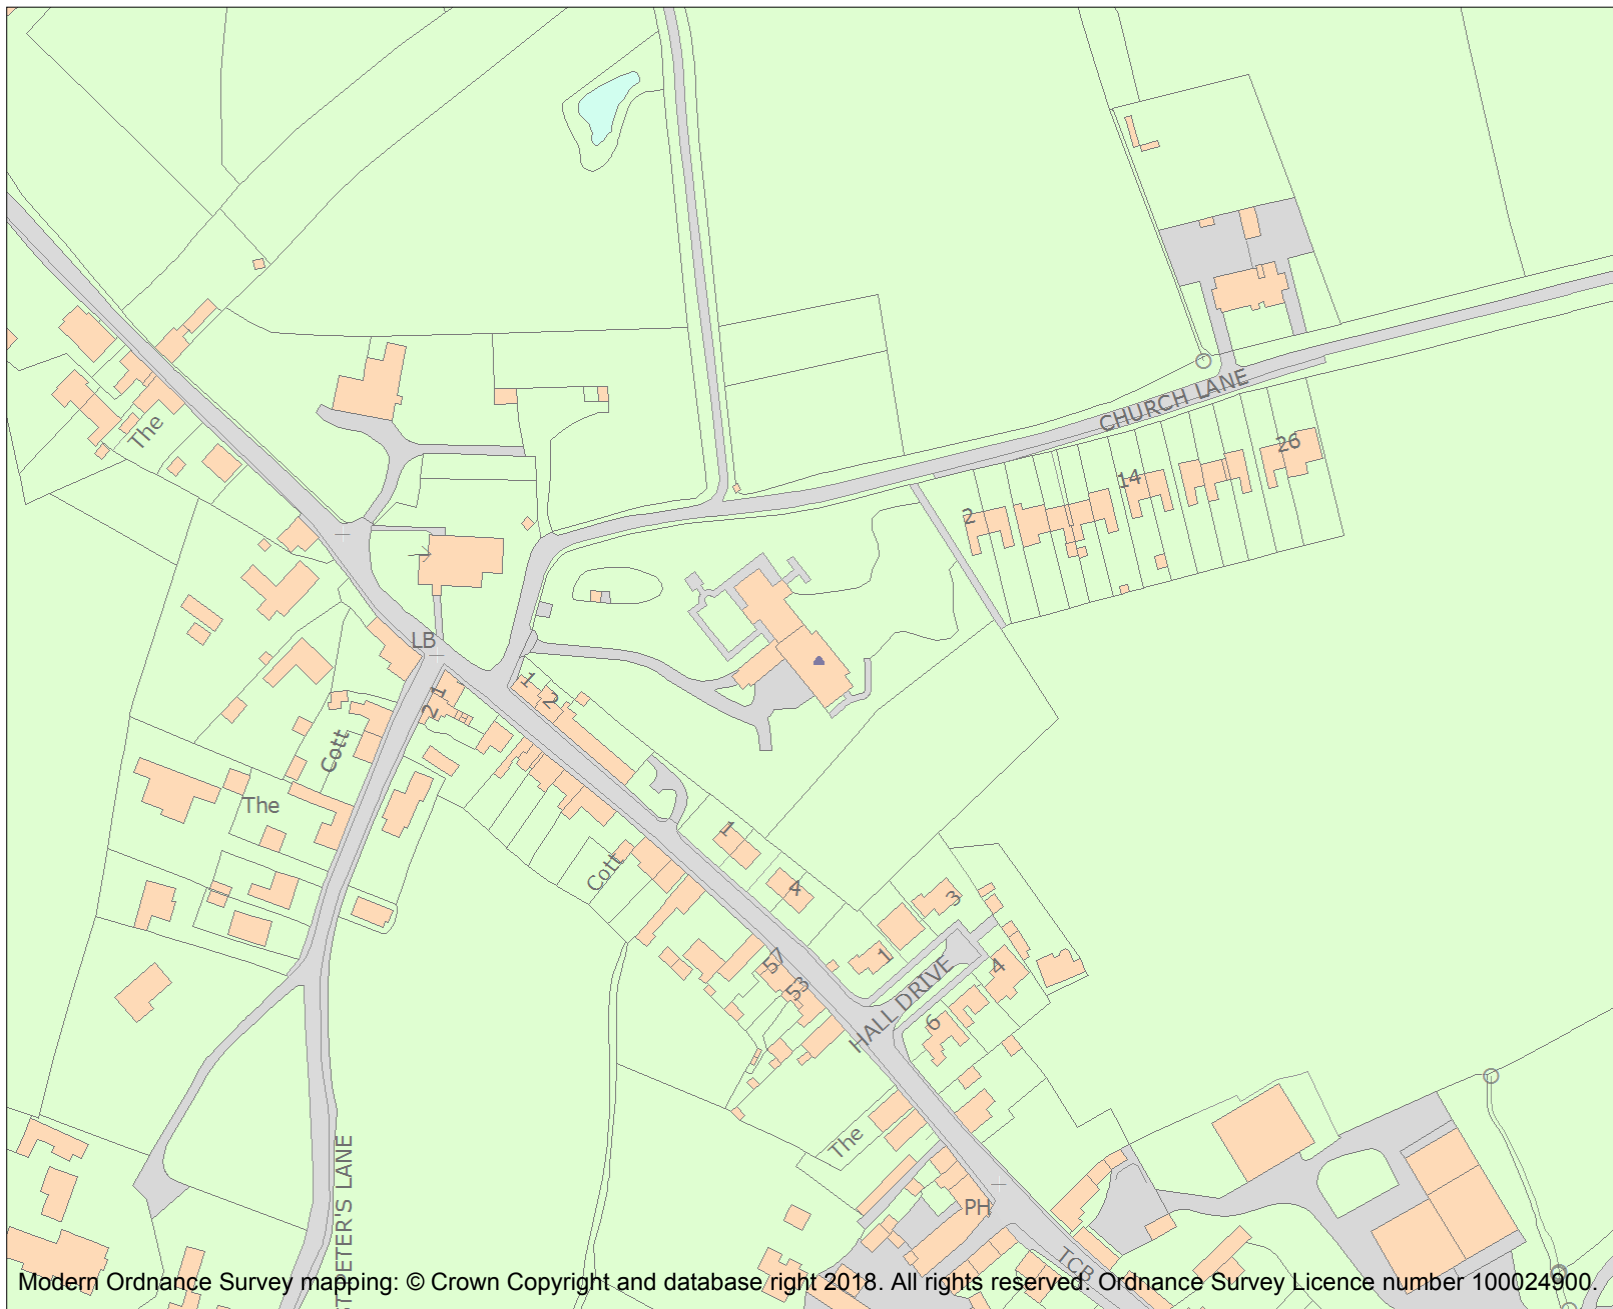 CHURCH LANE
26
14
2
The
LB
1
2
1
2
Cott
The
1
4
Cott
3
57
1
53
4
HALL DRIVE
6
The
PH
ST PETER'S LANE
TCB
Modern Ordnance Survey mapping: © Crown Copyright and database right 2018. All rights reserved. Ordnance Survey Licence number 100024900.